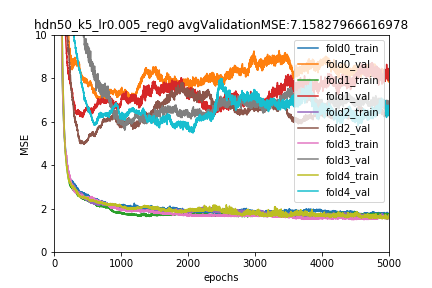 hdn50_k5_lr0.005_reg0 avgValidationMSE:7.15827966616978
10
8
6
4
2
0
MSE
0 1000 2000 3000 4000 5000
epochs
fold0_train
fold0_val
fold1_train
fold1_val
fold2_train
fold2_val
fold3_train
fold3_val
fold4_train
fold4_val